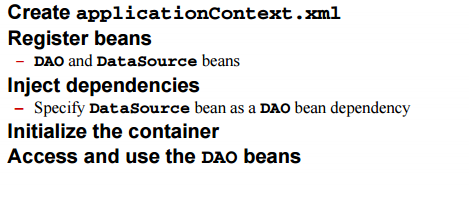 Create applicationContext.xml
Register beans
– DAO and DataSource beans
Inject dependencies
– Specify DataSource bean as a DAO bean dependency
Initialize the container
Access and use the DAO beans